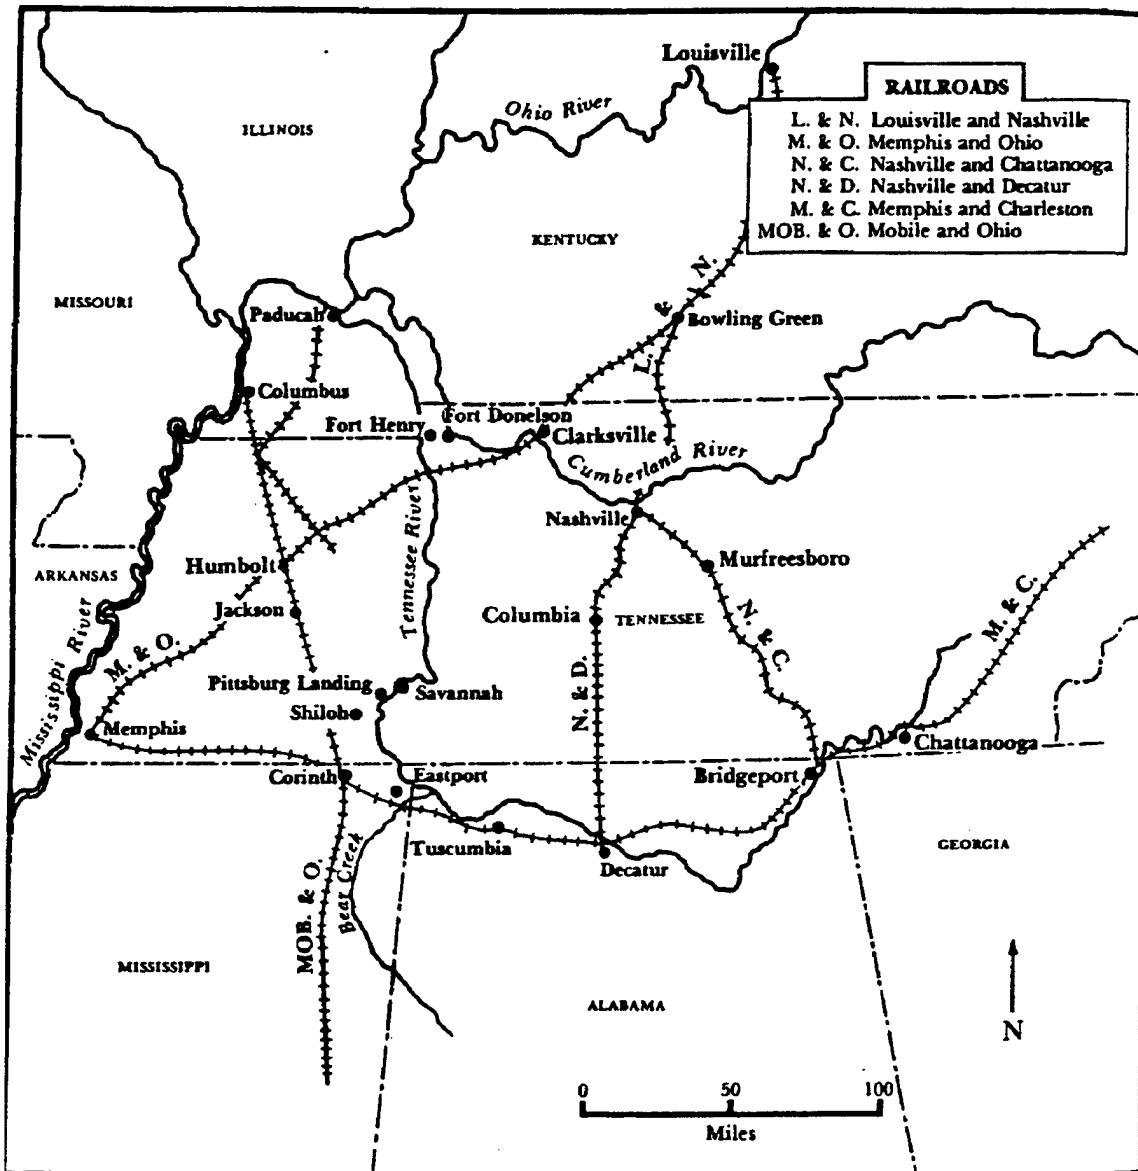 Louisville
RAILROADS
L. & N. Louisville and Nashville
M. & O. Memphis and Ohio
N. & C. Nashville and Chattanooga
N. & D. Nashville and Decatur
M. & C. Memphis and Charleston
MOB. & O. Mobile and Ohio
Ohio River
ILLINOIS
KENTUCKY
MISSOURI
L. & N.
Paducah
Bowling Green
Columbus
Fort Donelson
Fort Henry
Clarksville
Cumberland River
Tennessee River
Nashville
Humbolt
Murfreesboro
ARKANSAS
Jackson
Columbia
TENNESSEE
N. & C.
M. & C.
Mississippi River
M. & O.
Pittsburg Landing
Savannah
N. & D.
Shiloh
Memphis
Chattanooga
Corinth
Eastport
Bridgeport
Tuscumbia
Decatur
GEORGIA
Bear Creek
MOB. & O.
MISSISSIPPI
ALABAMA
N
0 50 100
Miles